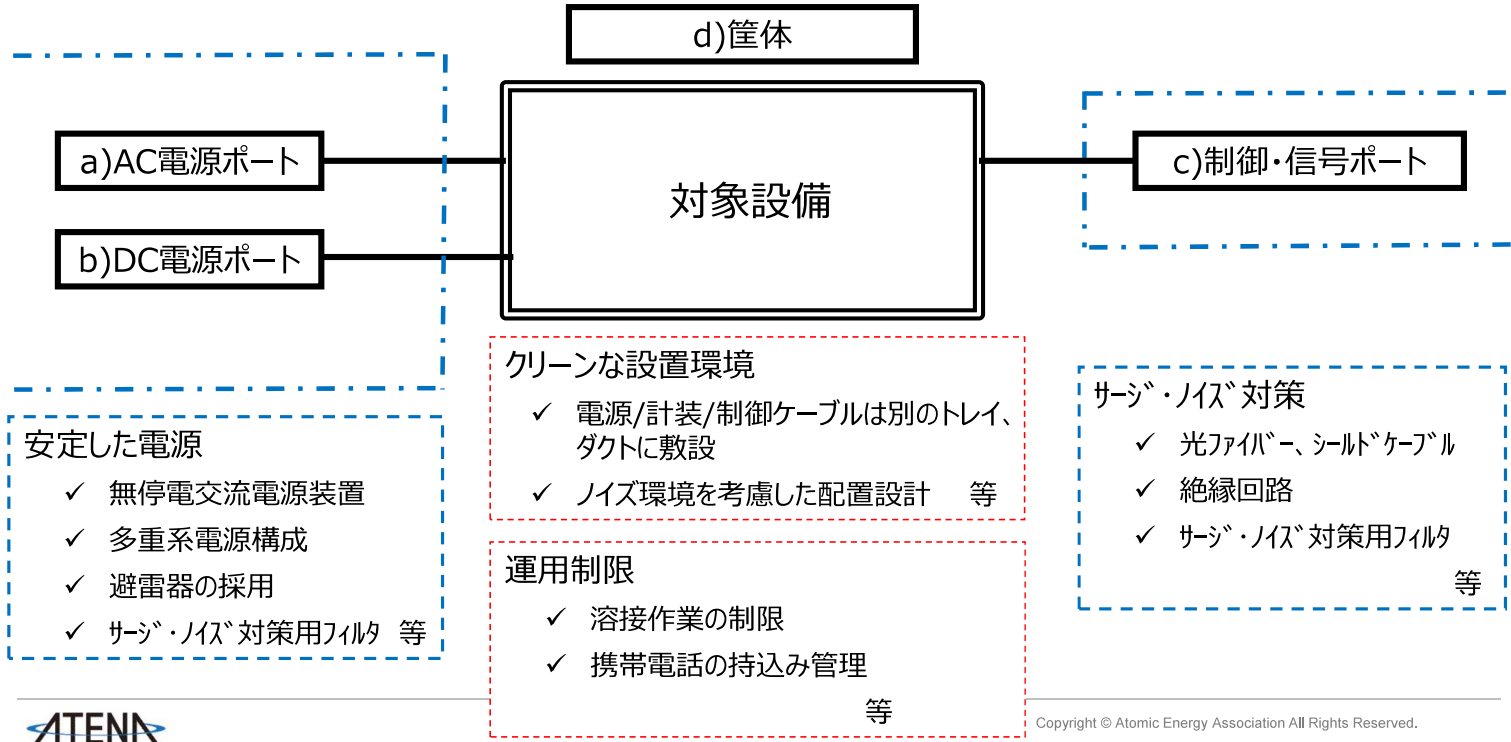 d)筐体
a)AC電源ポート
b)DC電源ポート
対象設備
c)制御・信号ポート
安定した電源
✓ 無停電交流電源装置
✓ 多重系電源構成
✓ 避雷器の採用
✓ ｻｰｼﾞ・ﾉｲｽﾞ対策用ﾌｨﾙﾀ 等
クリーンな設置環境
✓ 電源/計装/制御ケーブルは別のトレイ、
ダクトに敷設
✓ ノイズ環境を考慮した配置設計 等
運用制限
✓ 溶接作業の制限
✓ 携帯電話の持込み管理
等
ｻｰｼﾞ・ﾉｲｽﾞ対策
✓ 光ﾌｧｲﾊﾞｰ、ｼｰﾙﾄﾞｹｰﾌﾞﾙ
✓ 絶縁回路
✓ ｻｰｼﾞ・ﾉｲｽﾞ対策用ﾌｨﾙﾀ
等
ATENA
Copyright © Atomic Energy Association All Rights Reserved.